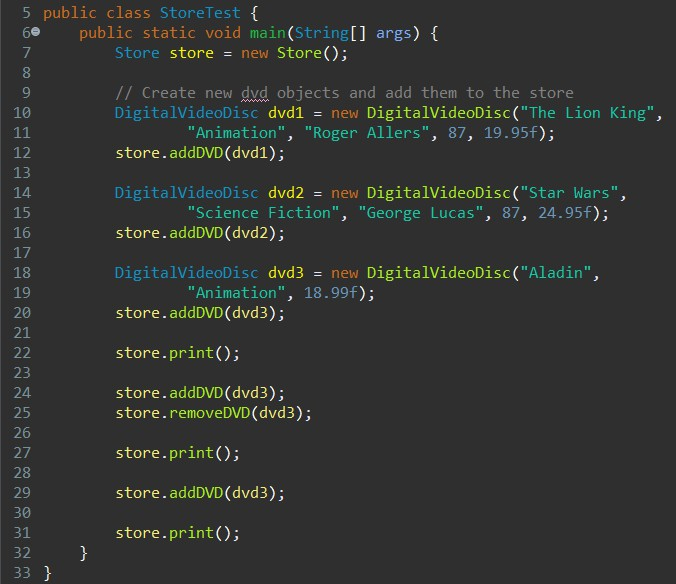 5 public class StoreTest {
6 public static void main(String[] args) {
7 Store store = new Store();
8
9 // Create new dvd objects and add them to the store
10 DigitalVideoDisc dvd1 = new DigitalVideoDisc("The Lion King",
11 "Animation", "Roger Allers", 87, 19.95f);
12 store.addDVD(dvd1);
13
14 DigitalVideoDisc dvd2 = new DigitalVideoDisc("Star Wars",
15 "Science Fiction", "George Lucas", 87, 24.95f);
16 store.addDVD(dvd2);
17
18 DigitalVideoDisc dvd3 = new DigitalVideoDisc("Aladin",
19 "Animation", 18.99f);
20 store.addDVD(dvd3);
21
22 store.print();
23
24 store.addDVD(dvd3);
25 store.removeDVD(dvd3);
26
27 store.print();
28
29 store.addDVD(dvd3);
30
31 store.print();
32 }
33 }